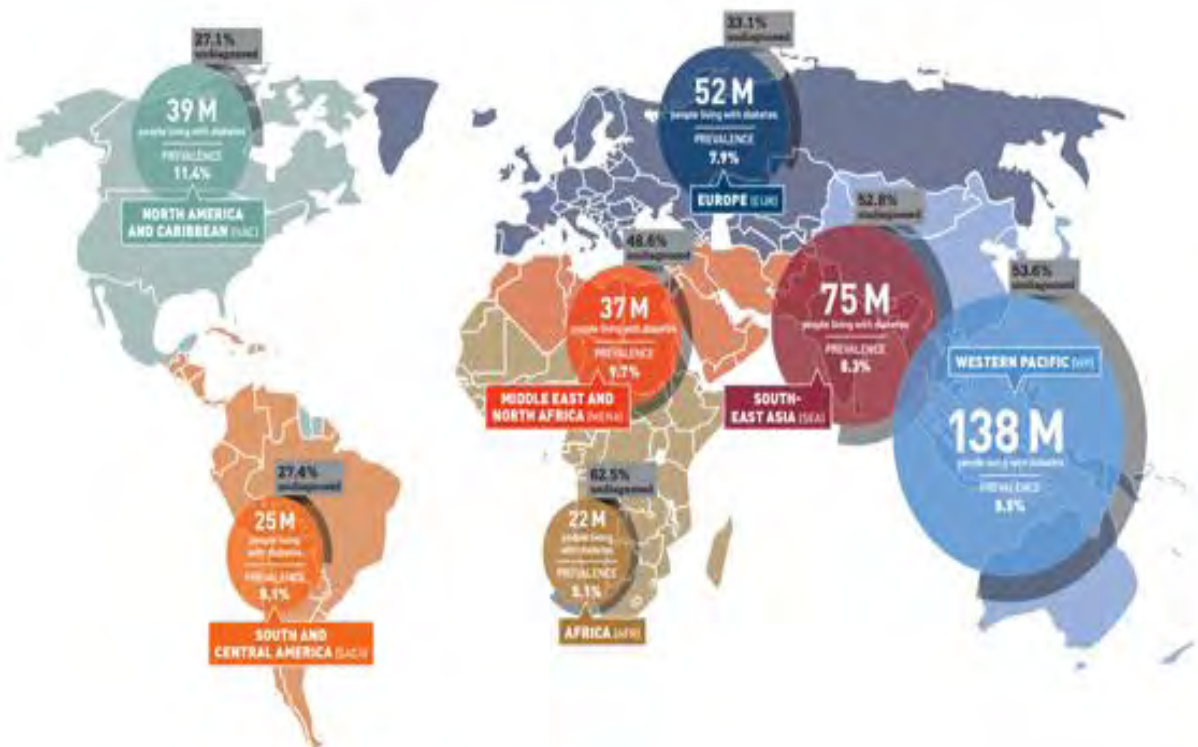 27.1%
undiagnosed
39 M
people living with diabetes
PREVALENCE
11.4%
NORTH AMERICA
AND CARIBBEAN (NAC)
33.1%
undiagnosed
52 M
people living with diabetes
PREVALENCE
7.9%
EUROPE (EUR)
48.6%
undiagnosed
37 M
people living with diabetes
PREVALENCE
9.7%
MIDDLE EAST AND
NORTH AFRICA (MENA)
52.8%
undiagnosed
75 M
people living with diabetes
PREVALENCE
8.3%
SOUTH-
EAST ASIA (SEA)
53.6%
undiagnosed
WESTERN PACIFIC (WP)
138 M
people living with diabetes
PREVALENCE
8.5%
27.4%
undiagnosed
25 M
people living
with diabetes
PREVALENCE
8.1%
SOUTH AND
CENTRAL AMERICA (SACA)
62.5%
undiagnosed
22 M
people living
with diabetes
PREVALENCE
5.1%
AFRICA (AFR)